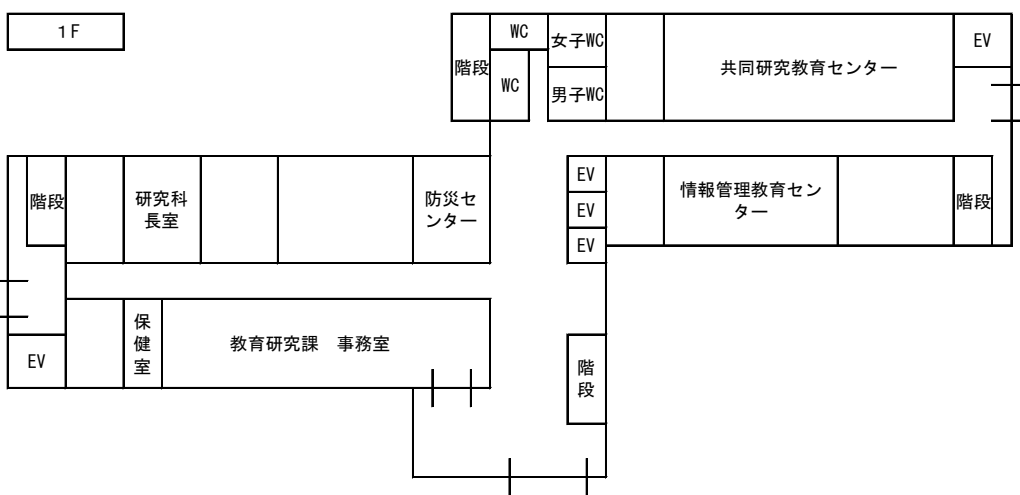 １Ｆ
WC
女子WC
EV
階段
共同研究教育センター
WC
男子WC
EV
階段
研究科
長室
防災セ
ンター
情報管理教育セン
ター
階段
EV
EV
保
健
室
教育研究課　事務室
EV
階
段